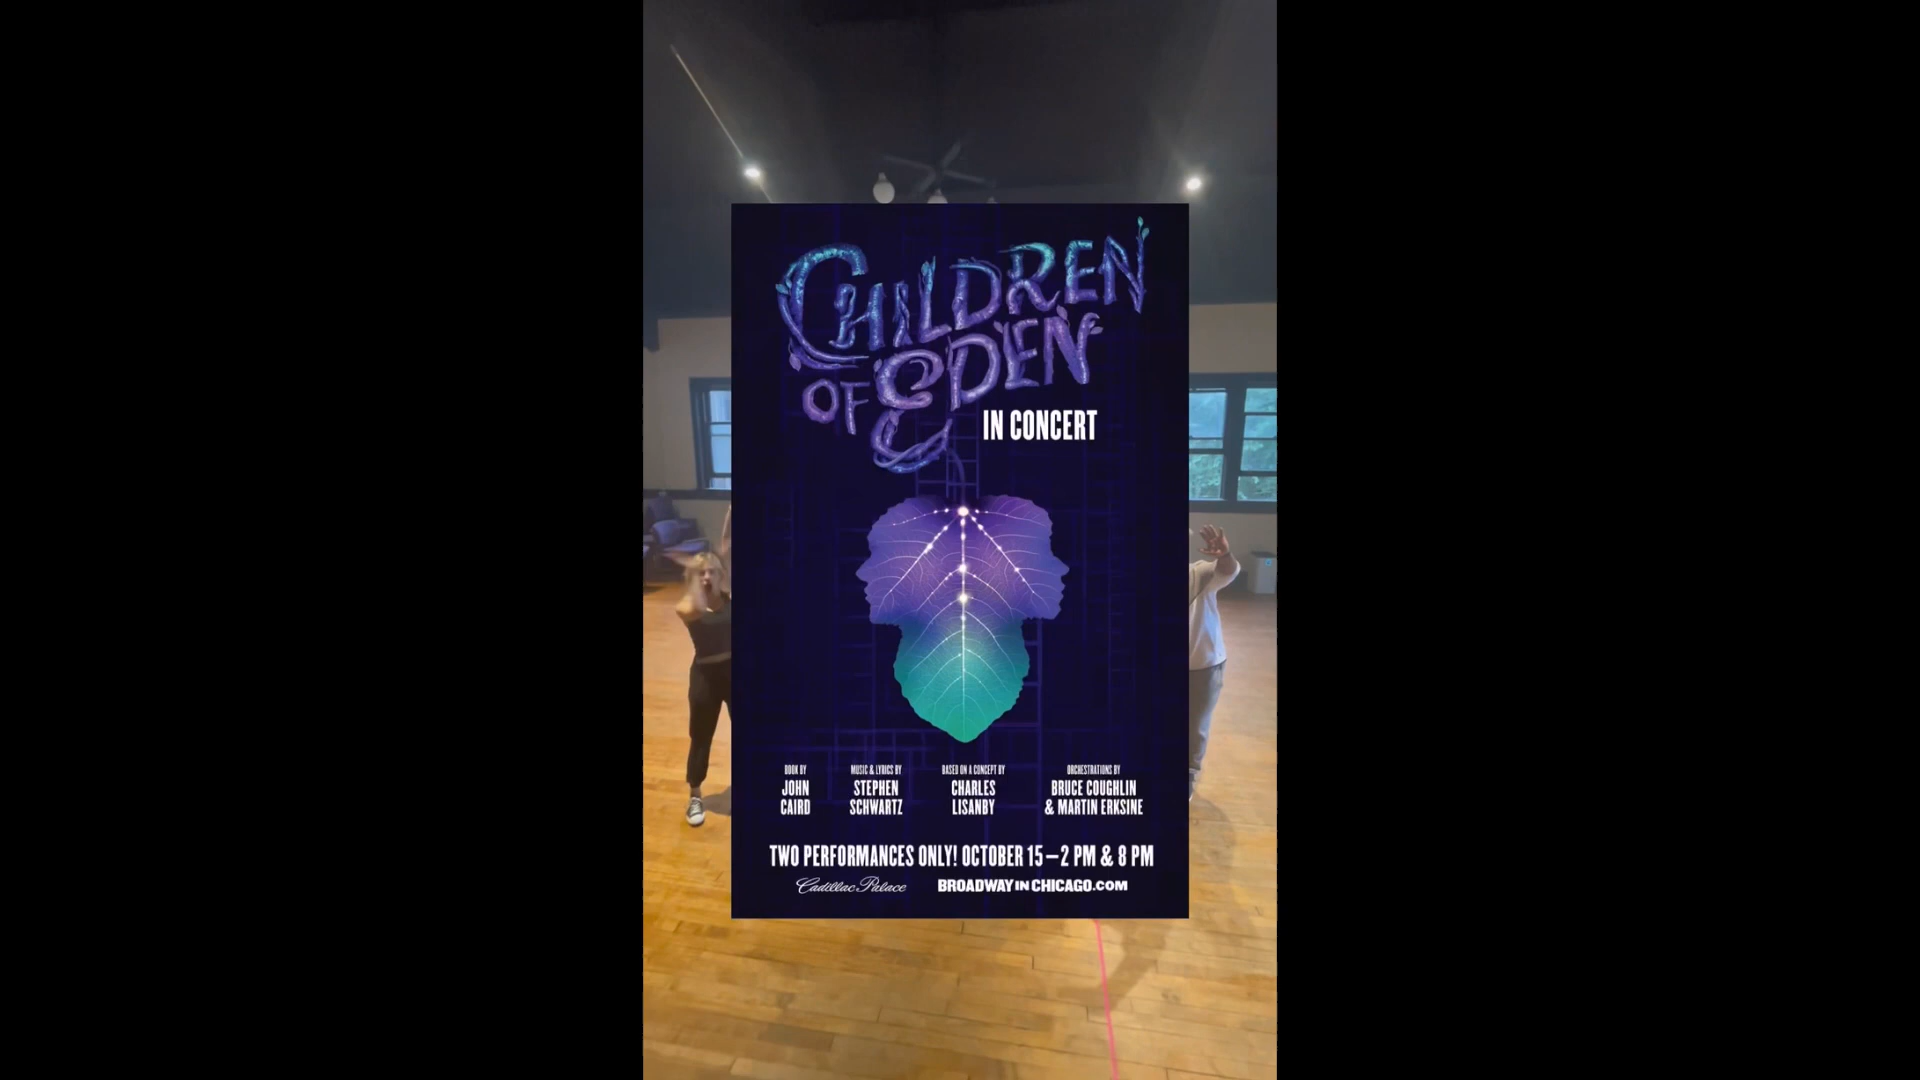 CHILDREN
OF EDEN
IN CONCERT
BOOK BY
JOHN
CAIRD
MUSIC & LYRICS BY
STEPHEN
SCHWARTZ
BASED ON A CONCEPT BY
CHARLES
LISANBY
ORCHESTRATIONS BY
BRUCE COUGHLIN
& MARTIN ERKSINE
TWO PERFORMANCES ONLY! OCTOBER 15—2 PM & 8 PM
Cadillac Palace
BROADWAY IN CHICAGO.COM